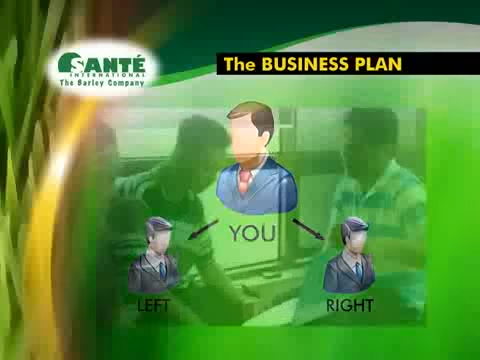 SANTÉ
INTERNATIONAL
The Barley Company
The BUSINESS PLAN
YOU
LEFT
RIGHT